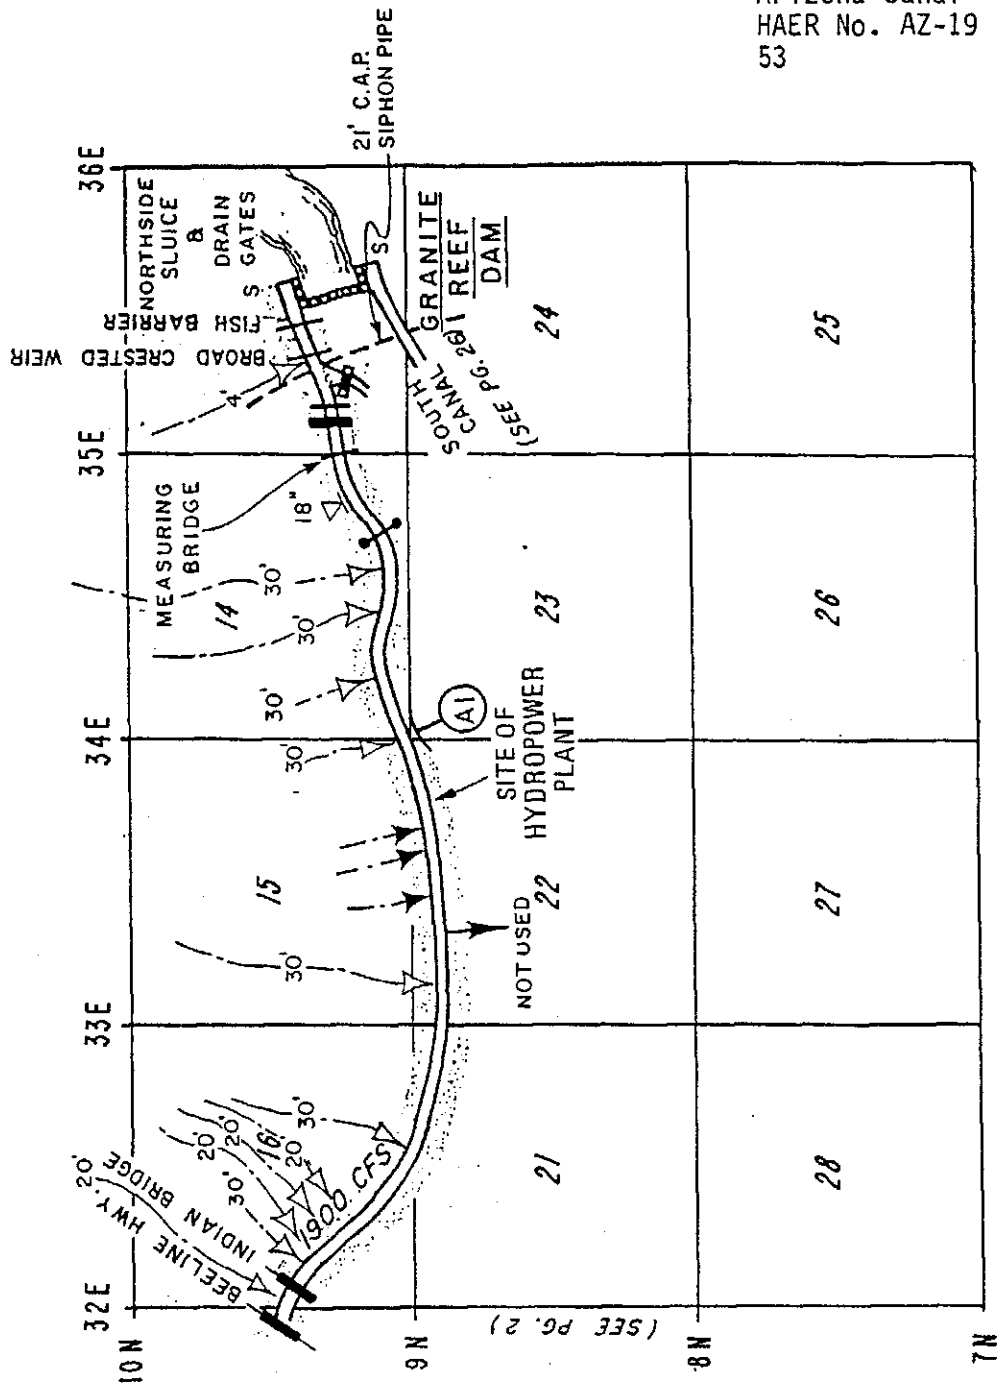 Arizona Canal
HAER No. AZ-19
53
36E
35E
34E
33E
32E
10N
9N
8N
7N
21' C.A.P.
SIPHON PIPE
NORTHSIDE
SLUICE
&
DRAIN
GATES
S
S
FISH BARRIER
BROAD CRESTED WEIR
GRANITE
REEF
DAM
SOUTH
CANAL
(SEE PG. 26)
4'
MEASURING
BRIDGE
18"
30'
30'
30'
30'
14
A1
SITE OF
HYDROPOWER
PLANT
15
30'
NOT USED
30'
20'
20'
20'
16
30'
1900 CFS
20'
INDIAN BRIDGE
BEELINE HWY.
(SEE PG. 2)
24
23
22
21
25
26
27
28